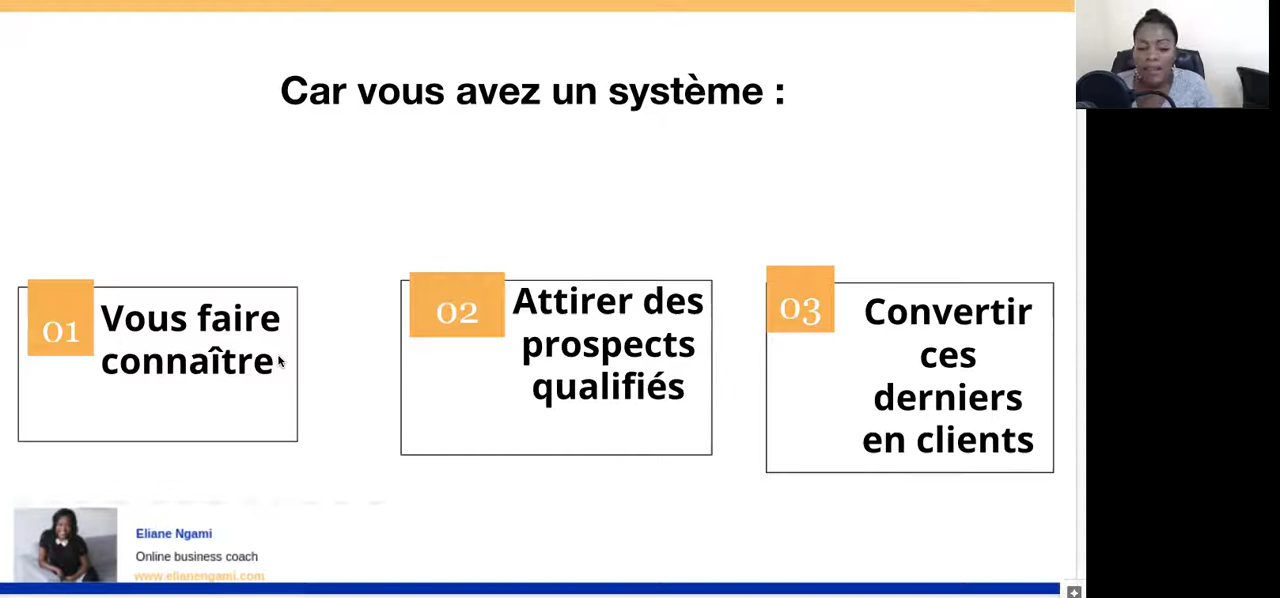 Car vous avez un système :
01
Vous faire
connaître
02
Attirer des
prospects
qualifiés
03
Convertir
ces
derniers
en clients
Eliane Ngami
Online business coach
www.elianengami.com